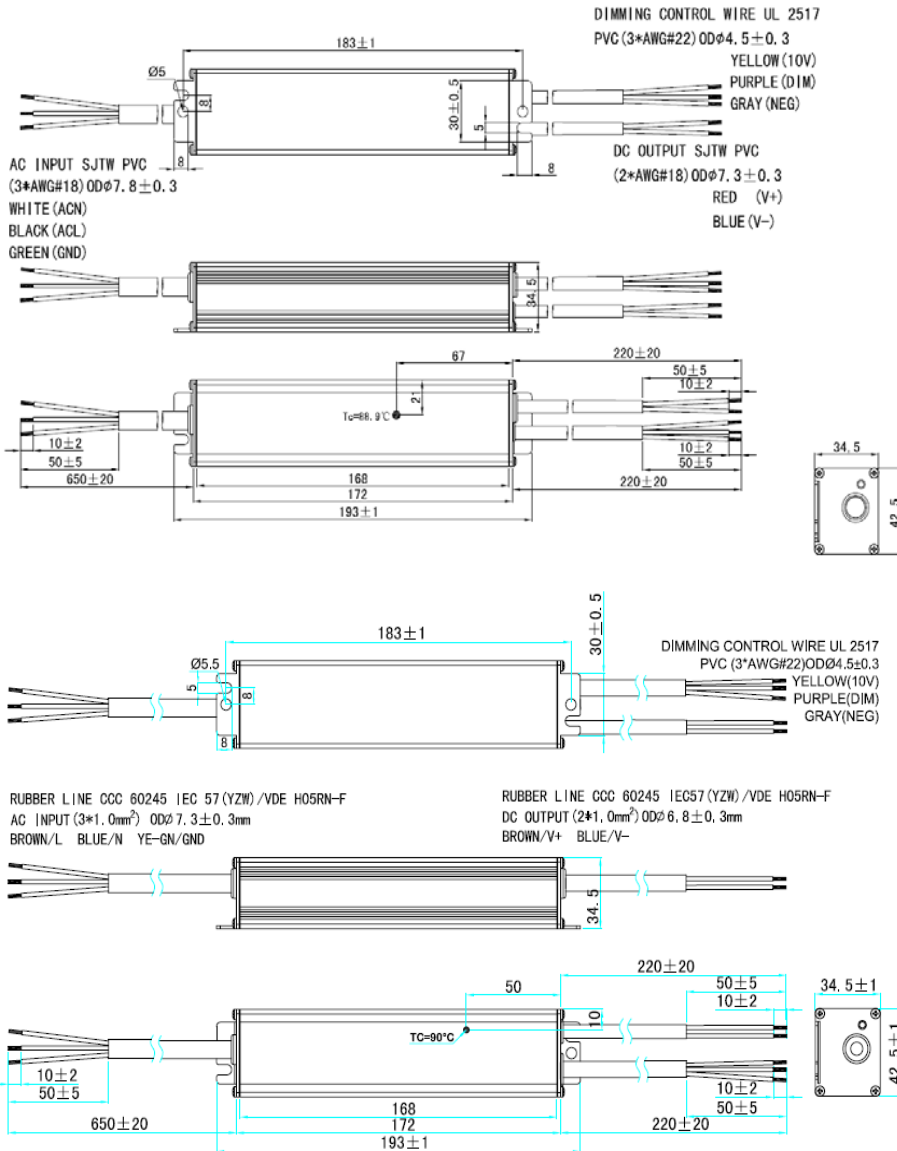 DIMMING CONTROL WIRE UL 2517
PVC(3*AWG#22)ODφ4.5±0.3
YELLOW(10V)
PURPLE(DIM)
GRAY(NEG)
183±1
Ø5
8
30±0.5
5
8
8
AC INPUT SJTW PVC
(3*AWG#18)ODφ7.8±0.3
WHITE(ACN)
BLACK(ACL)
GREEN(GND)
DC OUTPUT SJTW PVC
(2*AWG#18)ODφ7.3±0.3
RED (V+)
BLUE(V-)
34.5
67
220±20
50±5
10±2
21
Tc=88.9℃
10±2
50±5
650±20
10±2
50±5
220±20
168
172
193±1
34.5
42.5
183±1
30±0.5
Ø5.5
5
8
8
DIMMING CONTROL WIRE UL 2517
PVC (3*AWG#22)ODØ4.5±0.3
YELLOW(10V)
PURPLE(DIM)
GRAY(NEG)
RUBBER LINE CCC 60245 IEC 57(YZW)/VDE H05RN-F
AC INPUT(3*1.0mm²) ODØ7.3±0.3mm
BROWN/L BLUE/N YE-GN/GND
RUBBER LINE CCC 60245 IEC57(YZW)/VDE H05RN-F
DC OUTPUT(2*1,0mm²)ODØ6,8±0,3mm
BROWN/V+ BLUE/V-
34.5
50
220±20
50±5
10±2
10
TC=90°C
34.5±1
42.5±1
10±2
50±5
650±20
10±2
50±5
220±20
168
172
193±1